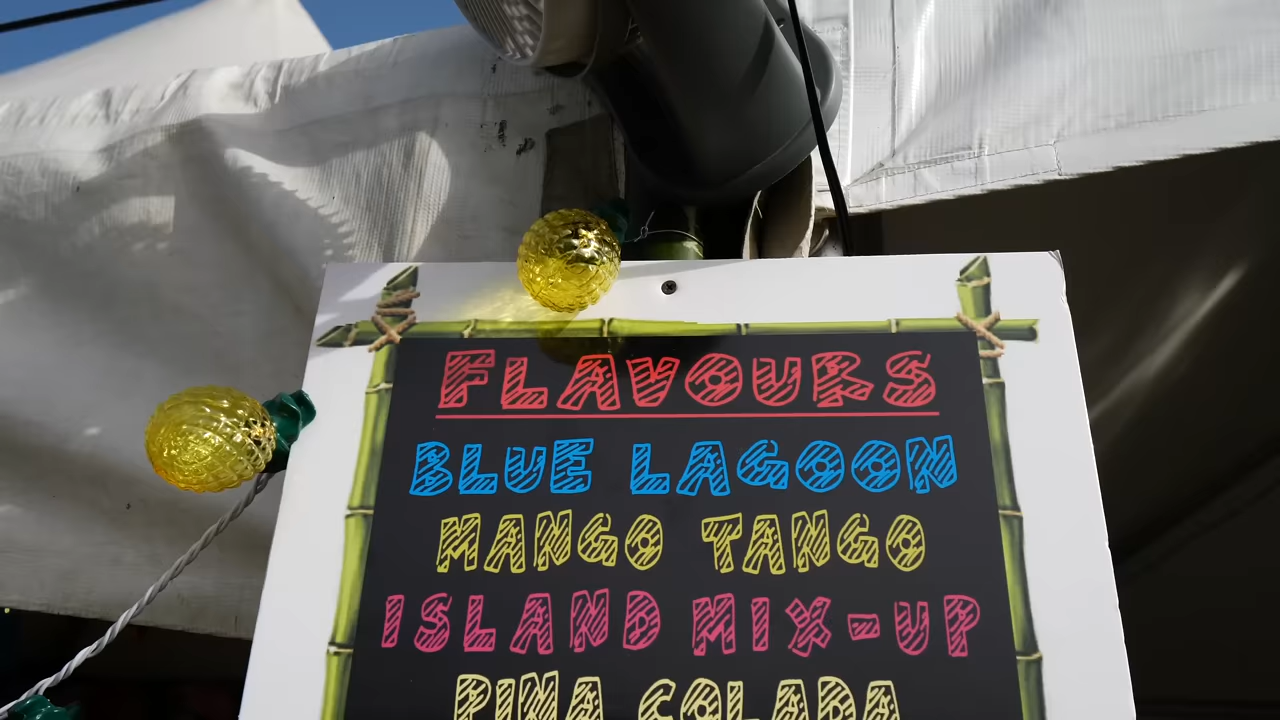 FLAVOURS
BLUE LAGOON
MANGO TANGO
ISLAND MIX-UP
PINA COLADA